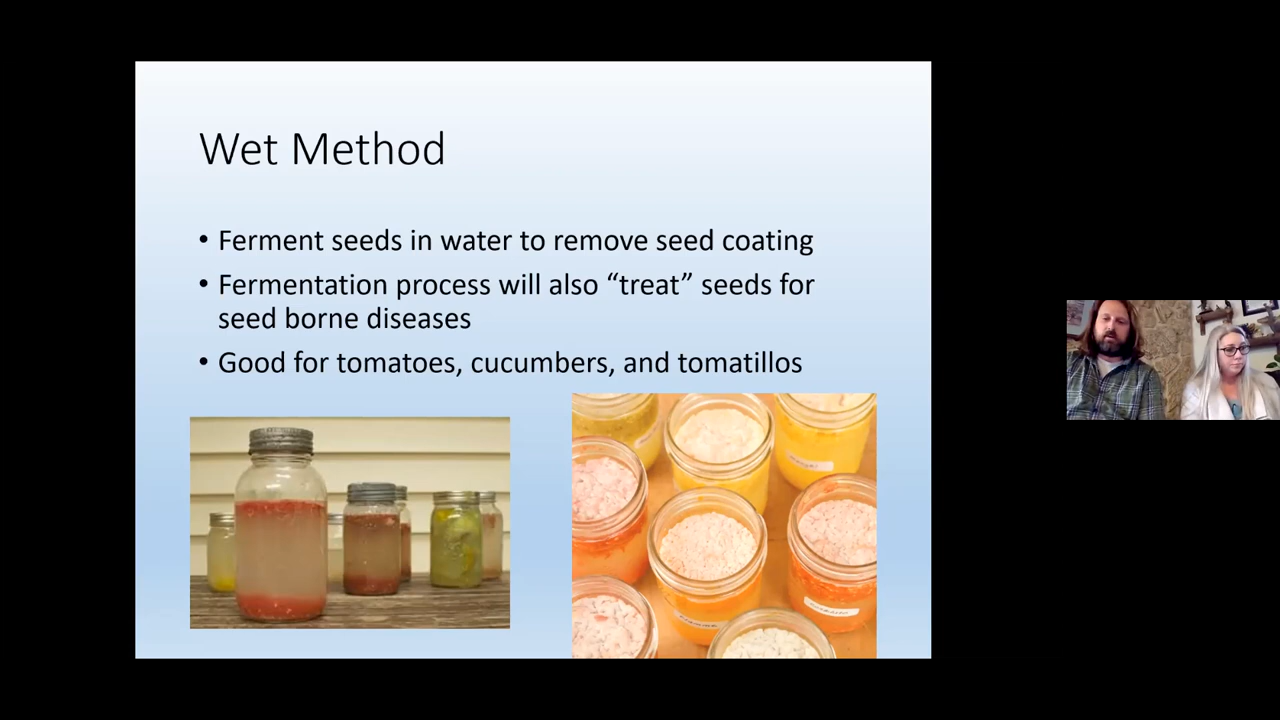 Wet Method
• Ferment seeds in water to remove seed coating
• Fermentation process will also “treat” seeds for
seed borne diseases
• Good for tomatoes, cucumbers, and tomatillos